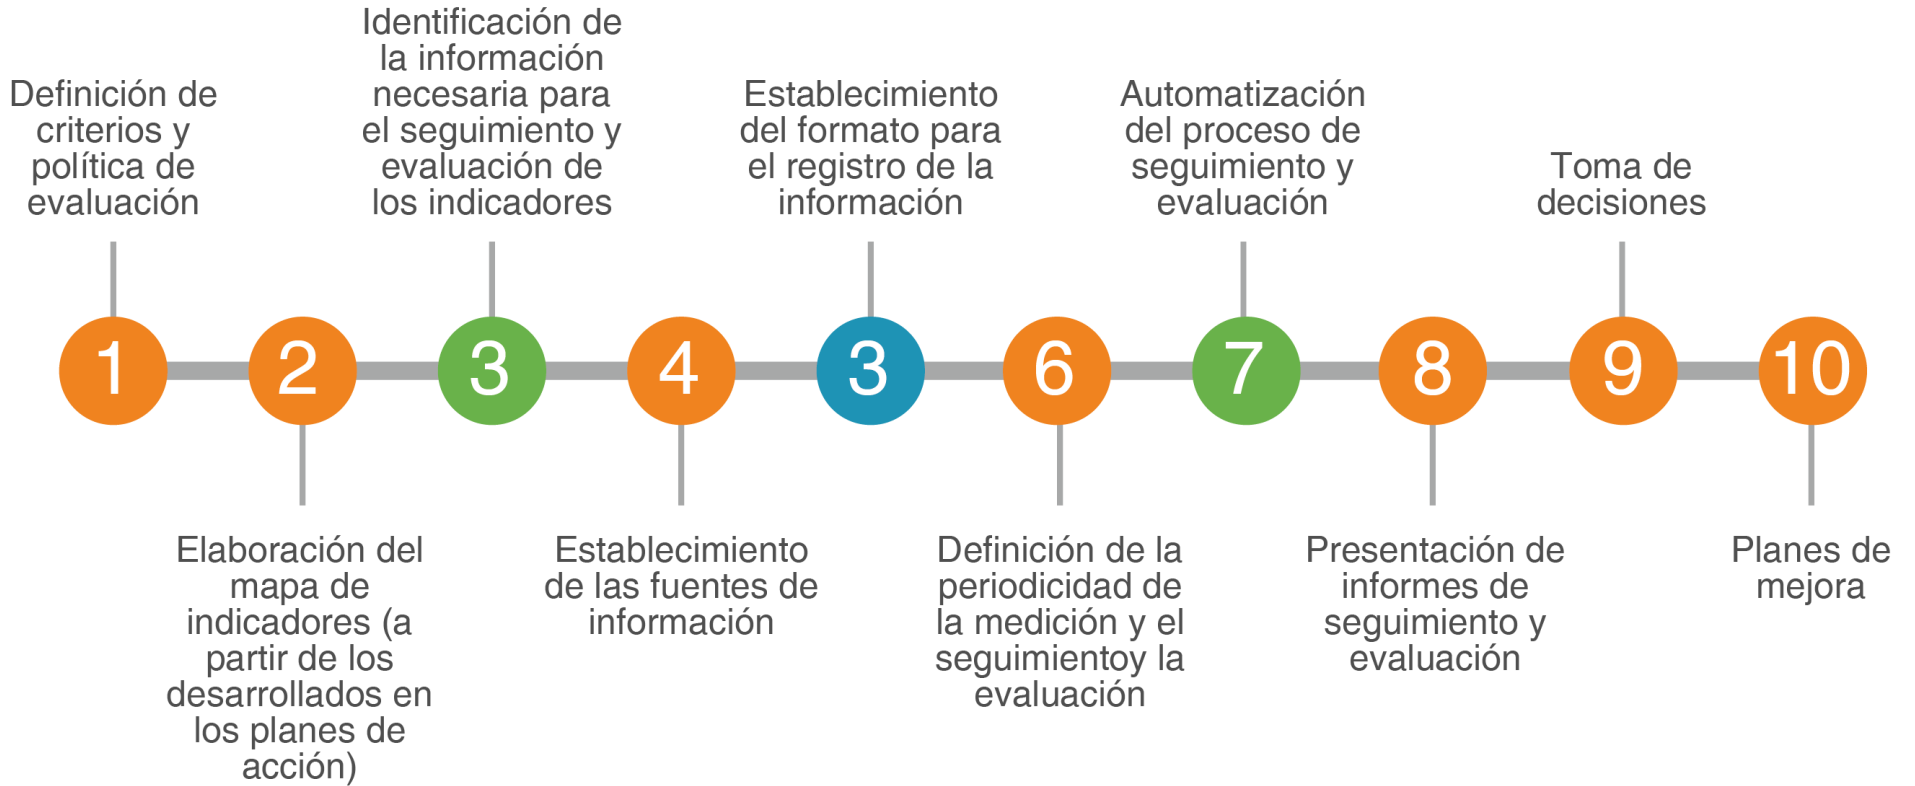 Definición de
criterios y
política de
evaluación
Identificación de
la información
necesaria para
el seguimiento y
evaluación de
los indicadores
Establecimiento
del formato para
el registro de la
información
Automatización
del proceso de
seguimiento y
evaluación
Toma de
decisiones
1
2
3
4
3
6
7
8
9
10
Elaboración del
mapa de
indicadores (a
partir de los
desarrollados en
los planes de
acción)
Establecimiento
de las fuentes de
información
Definición de la
periodicidad de
la medición y el
seguimientoy la
evaluación
Presentación de
informes de
seguimiento y
evaluación
Planes de
mejora